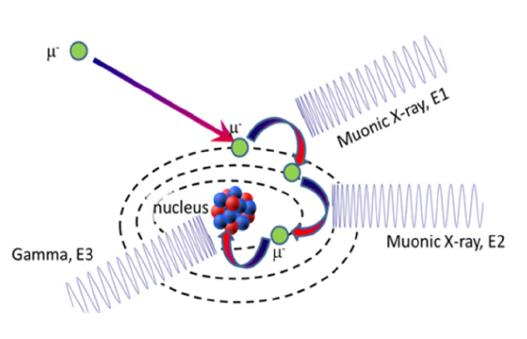 μ-
μ-
Muonic X-ray, E1
nucleus
Muonic X-ray, E2
Gamma, E3
μ-